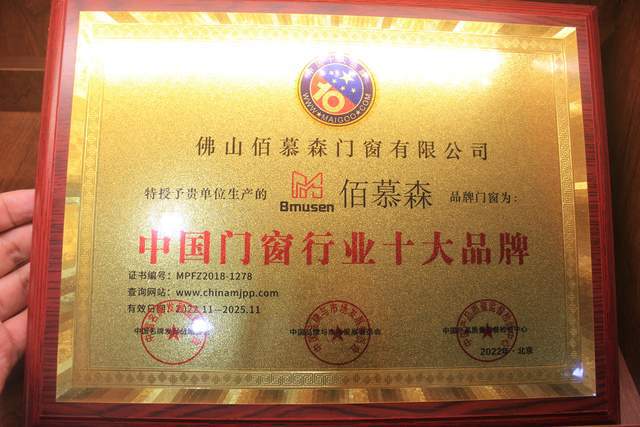 10
WWW★MAIGOO★COM
佛山佰慕森门窗有限公司
特授予贵单位生产的 Bmusen 佰慕森 品牌门窗为:
中国门窗行业十大品牌
证书编号: MPFZ2018-1278
查询网站: www.chinamjpp.com
有效日期: 2022.11—2025.11
2022年·北京